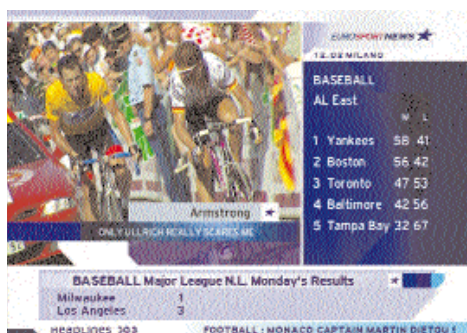 EUROSPORT NEWS
12.02 MILANO
BASEBALL
AL East
W L
1 Yankees 58 41
2 Boston 56 42
3 Toronto 47 53
4 Baltimore 42 56
5 Tampa Bay 32 67
Armstrong
ONLY ULLRICH REALLY SCARES ME
BASEBALL Major League N.L. Monday's Results
Milwaukee 1
Los Angeles 3
HEADLINES 303
FOOTBALL : MONACO CAPTAIN MARTIN DJETOU